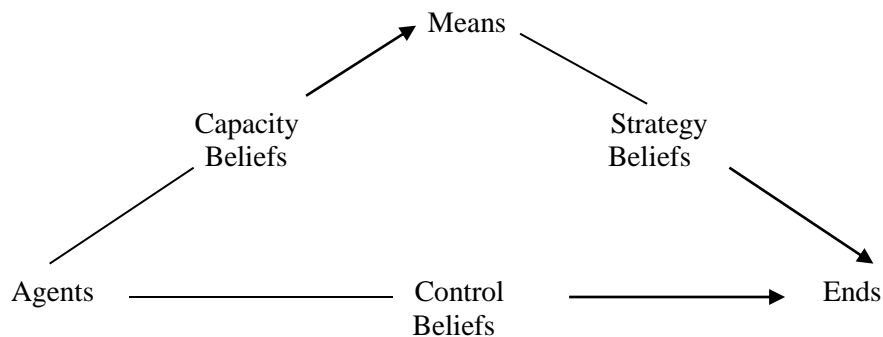 Means
Capacity
Beliefs
Strategy
Beliefs
Agents
Control
Beliefs
Ends